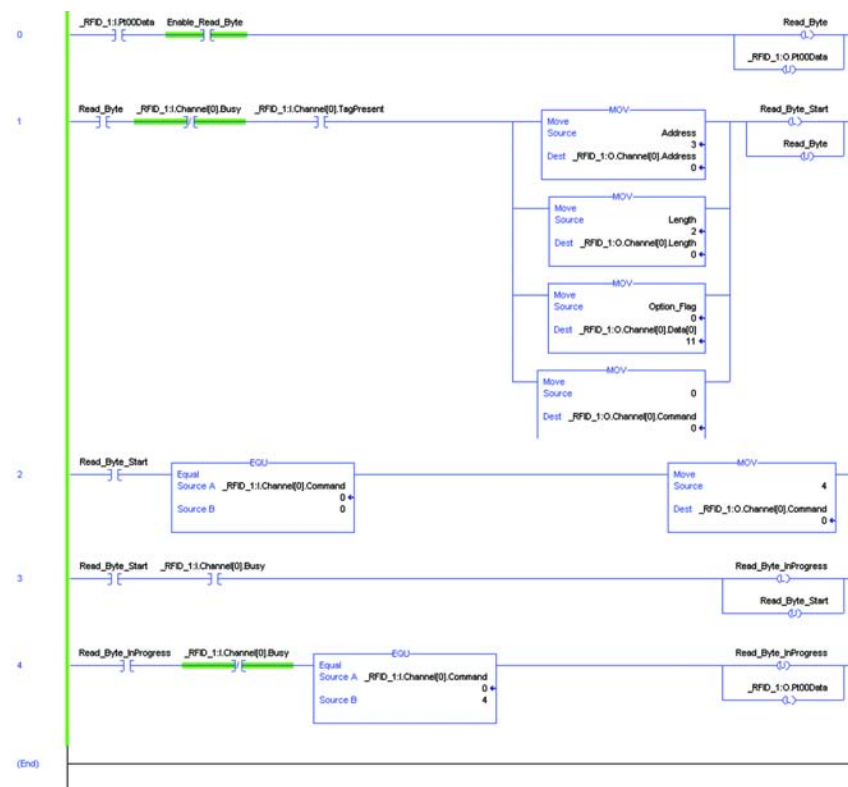 _RFID_1:I.Pt00Data Enable_Read_Byte Read_Byte
0 (L)
_RFID_1:O.Pt00Data
(U)
Read_Byte _RFID_1:I.Channel[0].Busy _RFID_1:I.Channel[0].TagPresent MOV Read_Byte_Start
1 Move (L)
Source Address
3 Read_Byte
Dest _RFID_1:O.Channel[0].Address (U)
0
MOV
Move
Source Length
2
Dest _RFID_1:O.Channel[0].Length
0
MOV
Move
Source Option_Flag
0
Dest _RFID_1:O.Channel[0].Data[0]
11
MOV
Move
Source 0
Dest _RFID_1:O.Channel[0].Command
0
Read_Byte_Start EQU MOV
2 Equal Move
Source A _RFID_1:I.Channel[0].Command Source 4
0
Source B 0 Dest _RFID_1:O.Channel[0].Command
0
Read_Byte_Start _RFID_1:I.Channel[0].Busy Read_Byte_InProgress
3 (L)
Read_Byte_Start
(U)
Read_Byte_InProgress _RFID_1:I.Channel[0].Busy EQU Read_Byte_InProgress
4 Equal (U)
Source A _RFID_1:I.Channel[0].Command
0 _RFID_1:O.Pt00Data
Source B 4 (L)
(End)